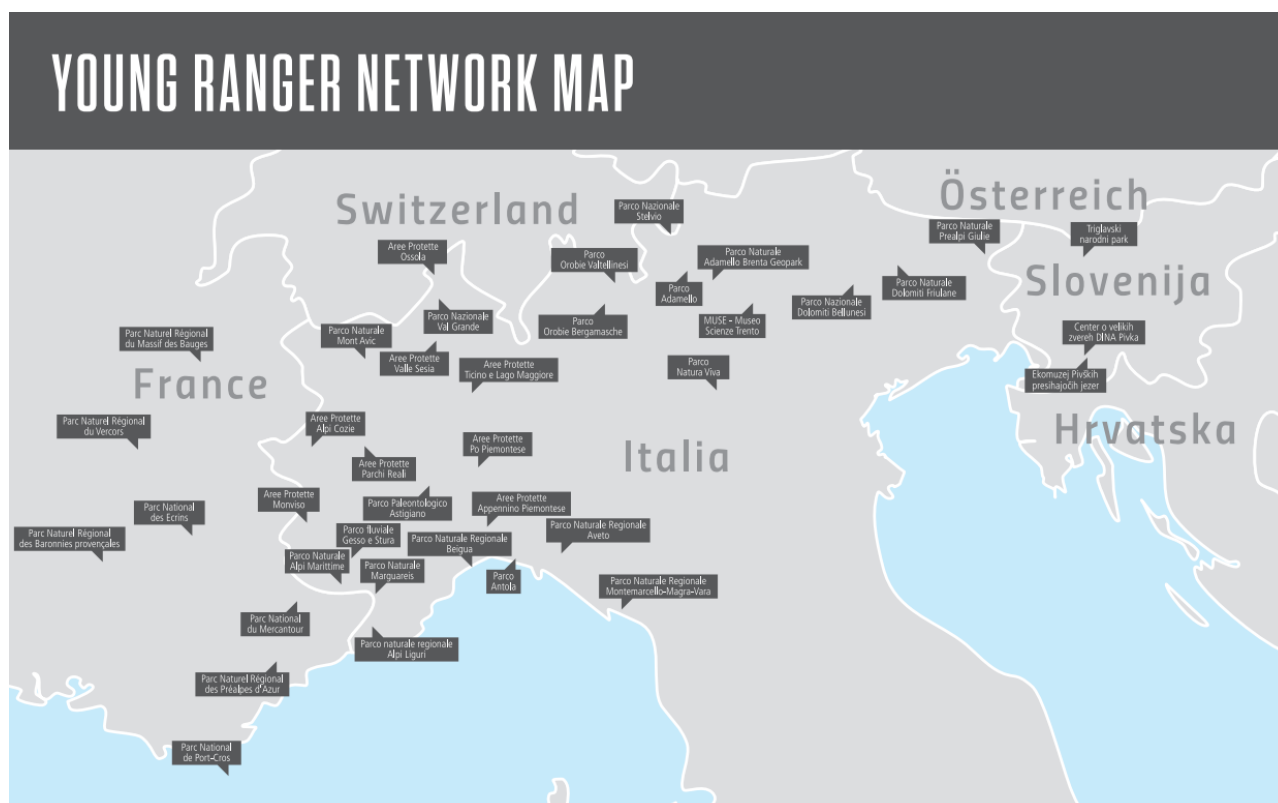 YOUNG RANGER NETWORK MAP
Switzerland
Österreich
Slovenija
France
Italia
Hrvatska
Parco Nazionale
Stelvio
Parco Naturale
Prealpi Giulie
Triglavski
narodni park
Aree Protette
Ossola
Parco
Orobie Valtellinesi
Parco Naturale
Adamello Brenta Geopark
Parco
Adamello
Parco Naturale
Dolomiti Friulane
Parco Nazionale
Dolomiti Bellunesi
Parco Nazionale
Val Grande
Parco
Orobie Bergamasche
MUSE - Museo
Scienze Trento
Parc Naturel Régional
du Massif des Bauges
Parco Naturale
Mont Avic
Aree Protette
Valle Sesia
Aree Protette
Ticino e Lago Maggiore
Parco
Natura Viva
Center o velikih
zvereh DINA Pivka
Ekomuzej Pivških
presihajočih jezer
Parc Naturel Régional
du Vercors
Aree Protette
Alpi Cozie
Aree Protette
Po Piemontese
Aree Protette
Parchi Reali
Parc National
des Ecrins
Aree Protette
Monviso
Parco Paleontologico
Astigiano
Aree Protette
Appennino Piemontese
Parc Naturel Régional
des Baronnies provençales
Parco fluviale
Gesso e Stura
Parco Naturale Regionale
Beigua
Parco Naturale Regionale
Aveto
Parco Naturale
Alpi Marittime
Parco Naturale
Marguareis
Parco
Antola
Parco Naturale Regionale
Montemarcello-Magra-Vara
Parc National
du Mercantour
Parco naturale regionale
Alpi Liguri
Parc Naturel Régional
des Préalpes d'Azur
Parc National
de Port-Cros